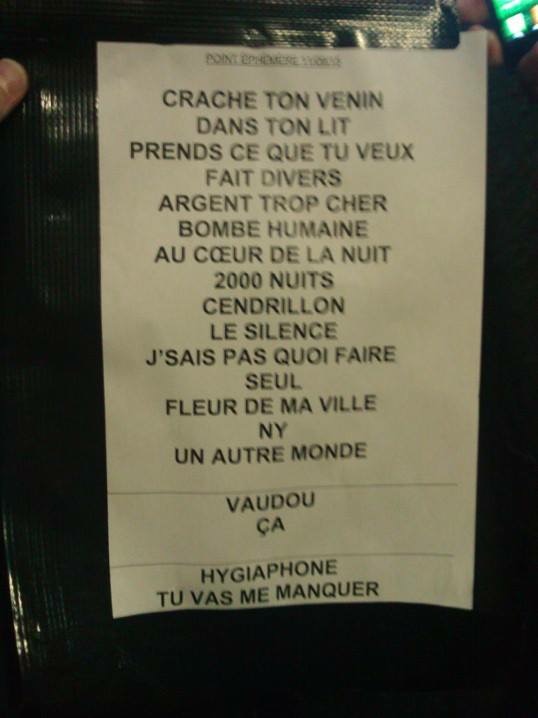 POINT EPHEMERE
CRACHE TON VENIN
DANS TON LIT
PRENDS CE QUE TU VEUX
FAIT DIVERS
ARGENT TROP CHER
BOMBE HUMAINE
AU CŒUR DE LA NUIT
2000 NUITS
CENDRILLON
LE SILENCE
J'SAIS PAS QUOI FAIRE
SEUL
FLEUR DE MA VILLE
NY
UN AUTRE MONDE
VAUDOU
ÇA
HYGIAPHONE
TU VAS ME MANQUER